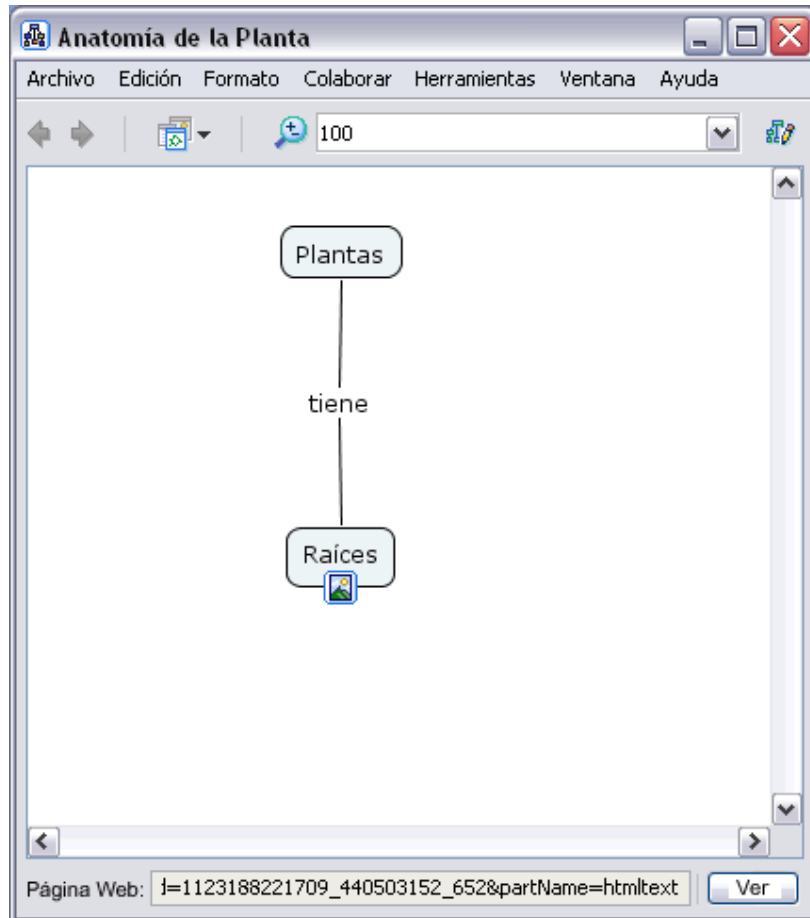 Anatomía de la Planta
Archivo Edición Formato Colaborar Herramientas Ventana Ayuda
100
Plantas
tiene
Raíces
Página Web: l=1123188221709_440503152_652&partName=htmltext Ver